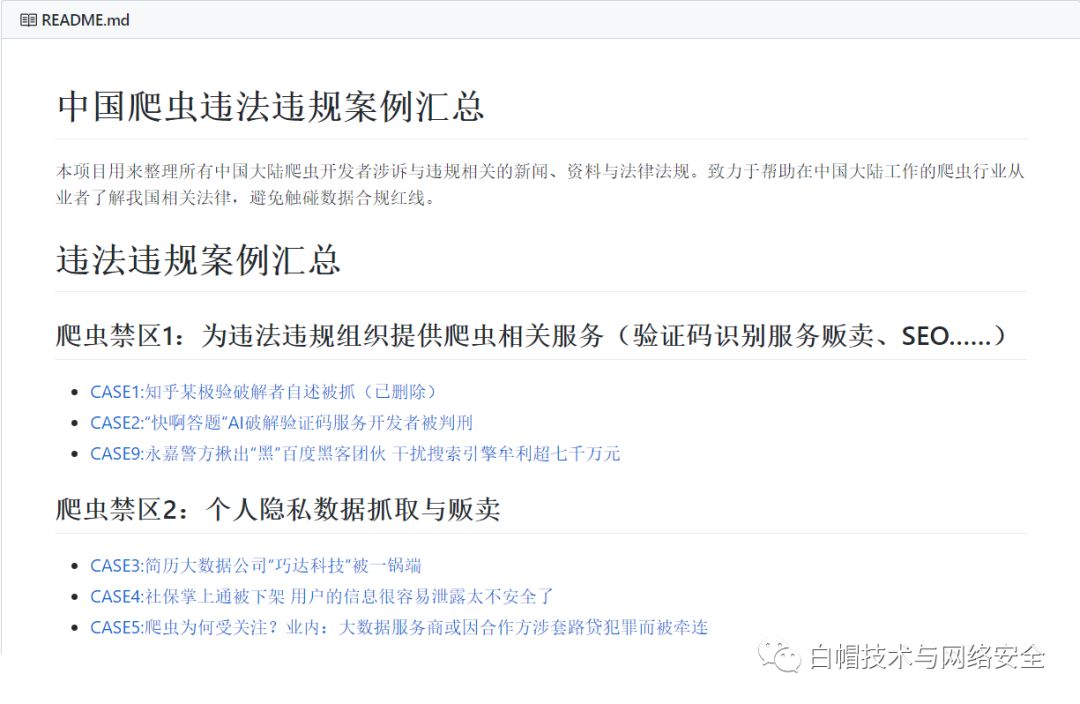 README.md
中国爬虫违法违规案例汇总
本项目用来整理所有中国大陆爬虫开发者涉诉与违规相关的新闻、资料与法律法规。致力于帮助在中国大陆工作的爬虫行业从
业者了解我国相关法律，避免触碰数据合规红线。
违法违规案例汇总
爬虫禁区1：为违法违规组织提供爬虫相关服务（验证码识别服务贩卖、SEO......）
CASE1:知乎某极验破解者自述被抓（已删除）
CASE2:“快啊答题”AI破解验证码服务开发者被判刑
CASE9:永嘉警方揪出“黑”百度黑客团伙 干扰搜索引擎牟利超七千万元
爬虫禁区2：个人隐私数据抓取与贩卖
CASE3:简历大数据公司“巧达科技”被一锅端
CASE4:社保掌上通被下架 用户的信息很容易泄露太不安全了
CASE5:爬虫为何受关注？业内：大数据服务商或因合作方涉套路贷犯罪而被牵连
白帽技术与网络安全